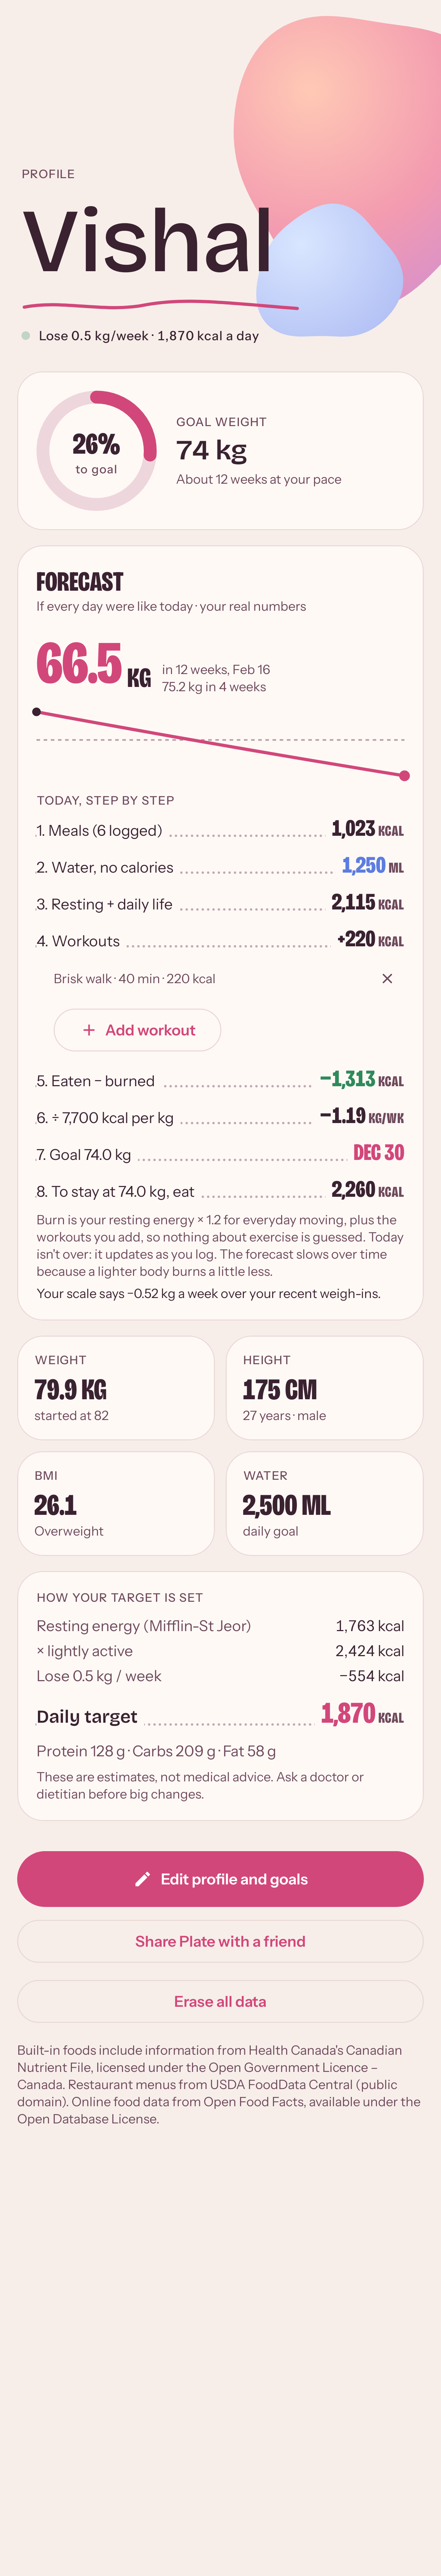 PROFILE
Vishal
Lose 0.5 kg/week · 1,870 kcal a day
26%
to goal
GOAL WEIGHT
74 kg
About 12 weeks at your pace
FORECAST
If every day were like today · your real numbers
66.5 KG
in 12 weeks, Feb 16
75.2 kg in 4 weeks
TODAY, STEP BY STEP
1. Meals (6 logged) 1,023 KCAL
2. Water, no calories 1,250 ML
3. Resting + daily life 2,115 KCAL
4. Workouts +220 KCAL
Brisk walk · 40 min · 220 kcal ×
+ Add workout
5. Eaten − burned −1,313 KCAL
6. ÷ 7,700 kcal per kg −1.19 KG/WK
7. Goal 74.0 kg DEC 30
8. To stay at 74.0 kg, eat 2,260 KCAL
Burn is your resting energy × 1.2 for everyday moving, plus the
workouts you add, so nothing about exercise is guessed. Today
isn't over: it updates as you log. The forecast slows over time
because a lighter body burns a little less.
Your scale says −0.52 kg a week over your recent weigh-ins.
WEIGHT
79.9 KG
started at 82
HEIGHT
175 CM
27 years · male
BMI
26.1
Overweight
WATER
2,500 ML
daily goal
HOW YOUR TARGET IS SET
Resting energy (Mifflin-St Jeor) 1,763 kcal
× lightly active 2,424 kcal
Lose 0.5 kg / week −554 kcal
Daily target 1,870 KCAL
Protein 128 g · Carbs 209 g · Fat 58 g
These are estimates, not medical advice. Ask a doctor or
dietitian before big changes.
Edit profile and goals
Share Plate with a friend
Erase all data
Built-in foods include information from Health Canada's Canadian
Nutrient File, licensed under the Open Government Licence –
Canada. Restaurant menus from USDA FoodData Central (public
domain). Online food data from Open Food Facts, available under the
Open Database License.